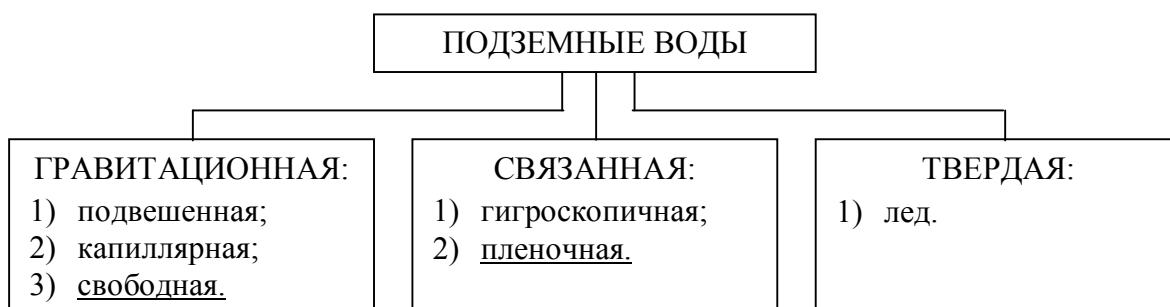 ПОДЗЕМНЫЕ ВОДЫ
ГРАВИТАЦИОННАЯ:
1) подвешенная;
2) капиллярная;
3) свободная.
СВЯЗАННАЯ:
1) гигроскопичная;
2) пленочная.
ТВЕРДАЯ:
1) лед.